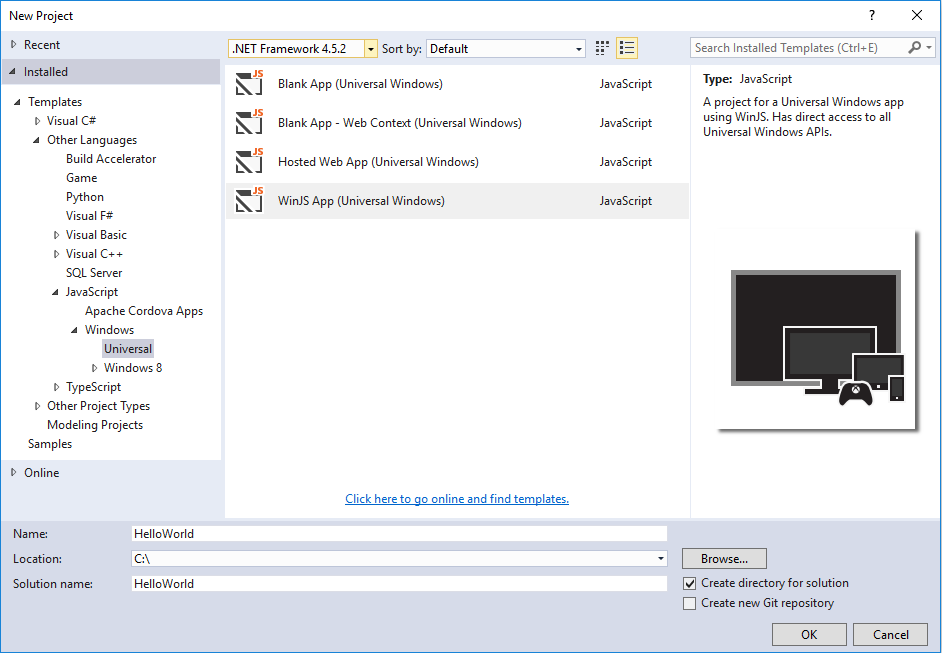 New Project
?
Recent
.NET Framework 4.5.2 Sort by: Default
Search Installed Templates (Ctrl+E)
Installed
Templates
Visual C#
Other Languages
Build Accelerator
Game
Python
Visual F#
Visual Basic
Visual C++
SQL Server
JavaScript
Apache Cordova Apps
Windows
Universal
Windows 8
TypeScript
Other Project Types
Modeling Projects
Samples
Online
JS Blank App (Universal Windows) JavaScript
JS Blank App - Web Context (Universal Windows) JavaScript
JS Hosted Web App (Universal Windows) JavaScript
JS WinJS App (Universal Windows) JavaScript
Click here to go online and find templates.
Type: JavaScript
A project for a Universal Windows app
using WinJS. Has direct access to all
Universal Windows APIs.
Name: HelloWorld
Location: C:\ Browse...
Solution name: HelloWorld
Create directory for solution
Create new Git repository
OK Cancel